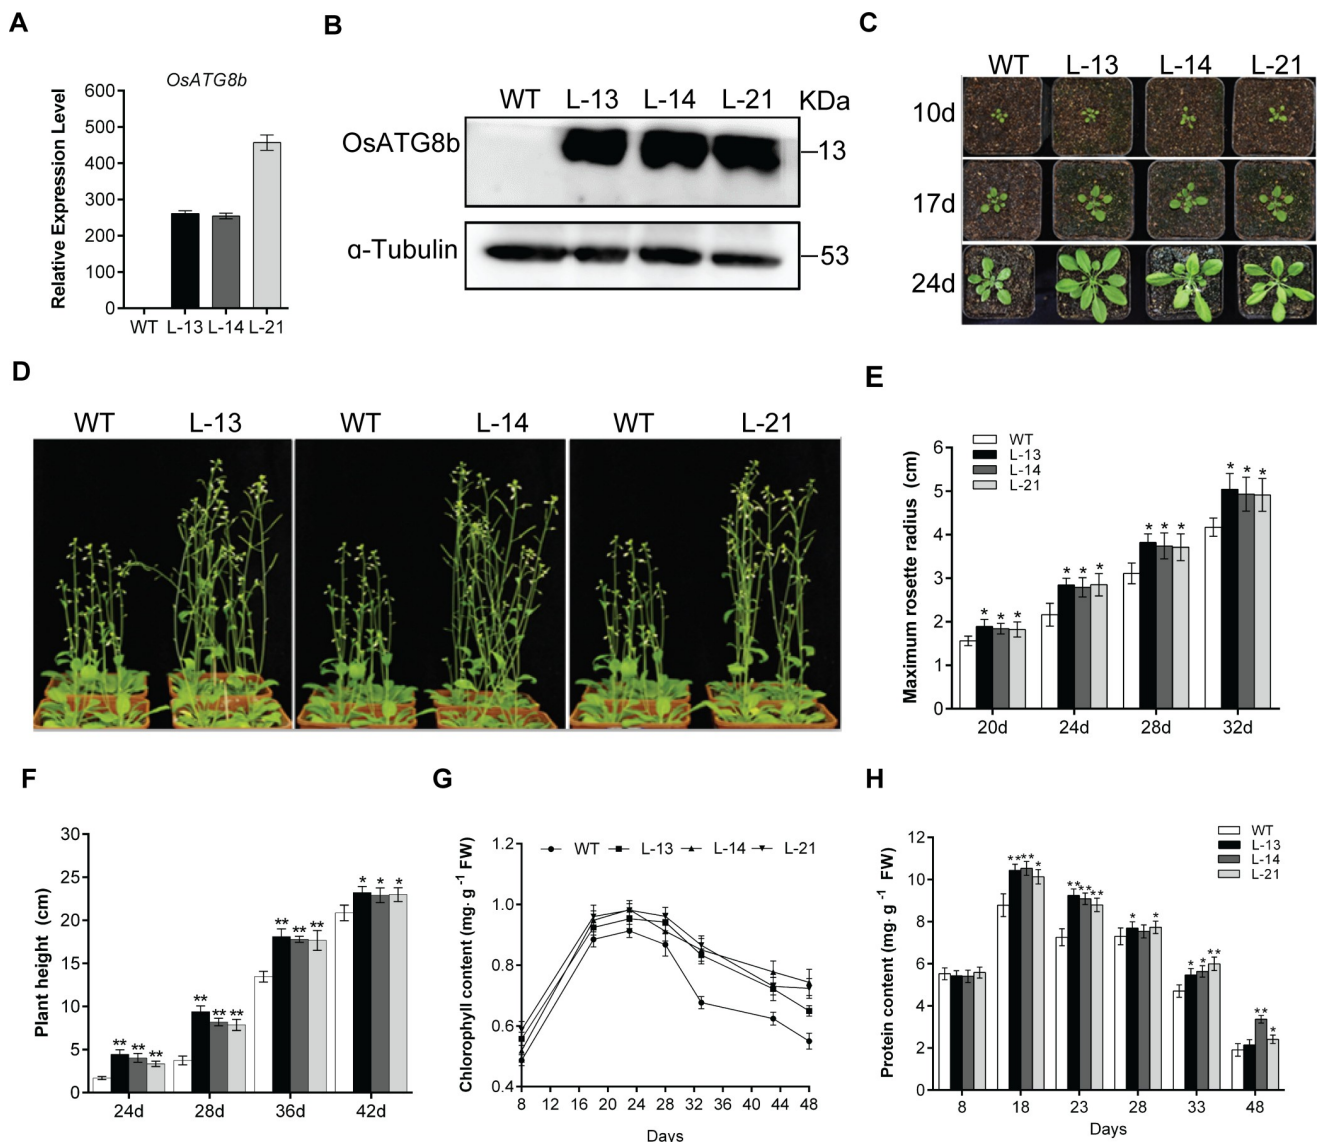 A
OsATG8b
Relative Expression Level
600
500
400
300
200
100
0
WT L-13 L-14 L-21
B
WT L-13 L-14 L-21 KDa
OsATG8b
13
α-Tubulin
53
C
WT L-13 L-14 L-21
10d
17d
24d
D
WT L-13 WT L-14 WT L-21
E
Maximum rosette radius (cm)
6
5
4
3
2
1
0
WT
L-13
L-14
L-21
* * * * * * * * * * * *
20d 24d 28d 32d
F
Plant height (cm)
30
25
20
15
10
5
0
** ** ** ** ** ** ** ** ** * * *
24d 28d 36d 42d
G
Chlorophyll content (mg· g⁻¹ FW)
1.2
1.0
0.8
0.6
0.4
WT L-13 L-14 L-21
8 12 16 20 24 28 32 38 44 48
Days
H
Protein content (mg· g⁻¹ FW)
12
10
8
6
4
2
0
WT
L-13
L-14
L-21
** ** * ** ** ** * * * * ** ** *
8 18 23 28 33 48
Days